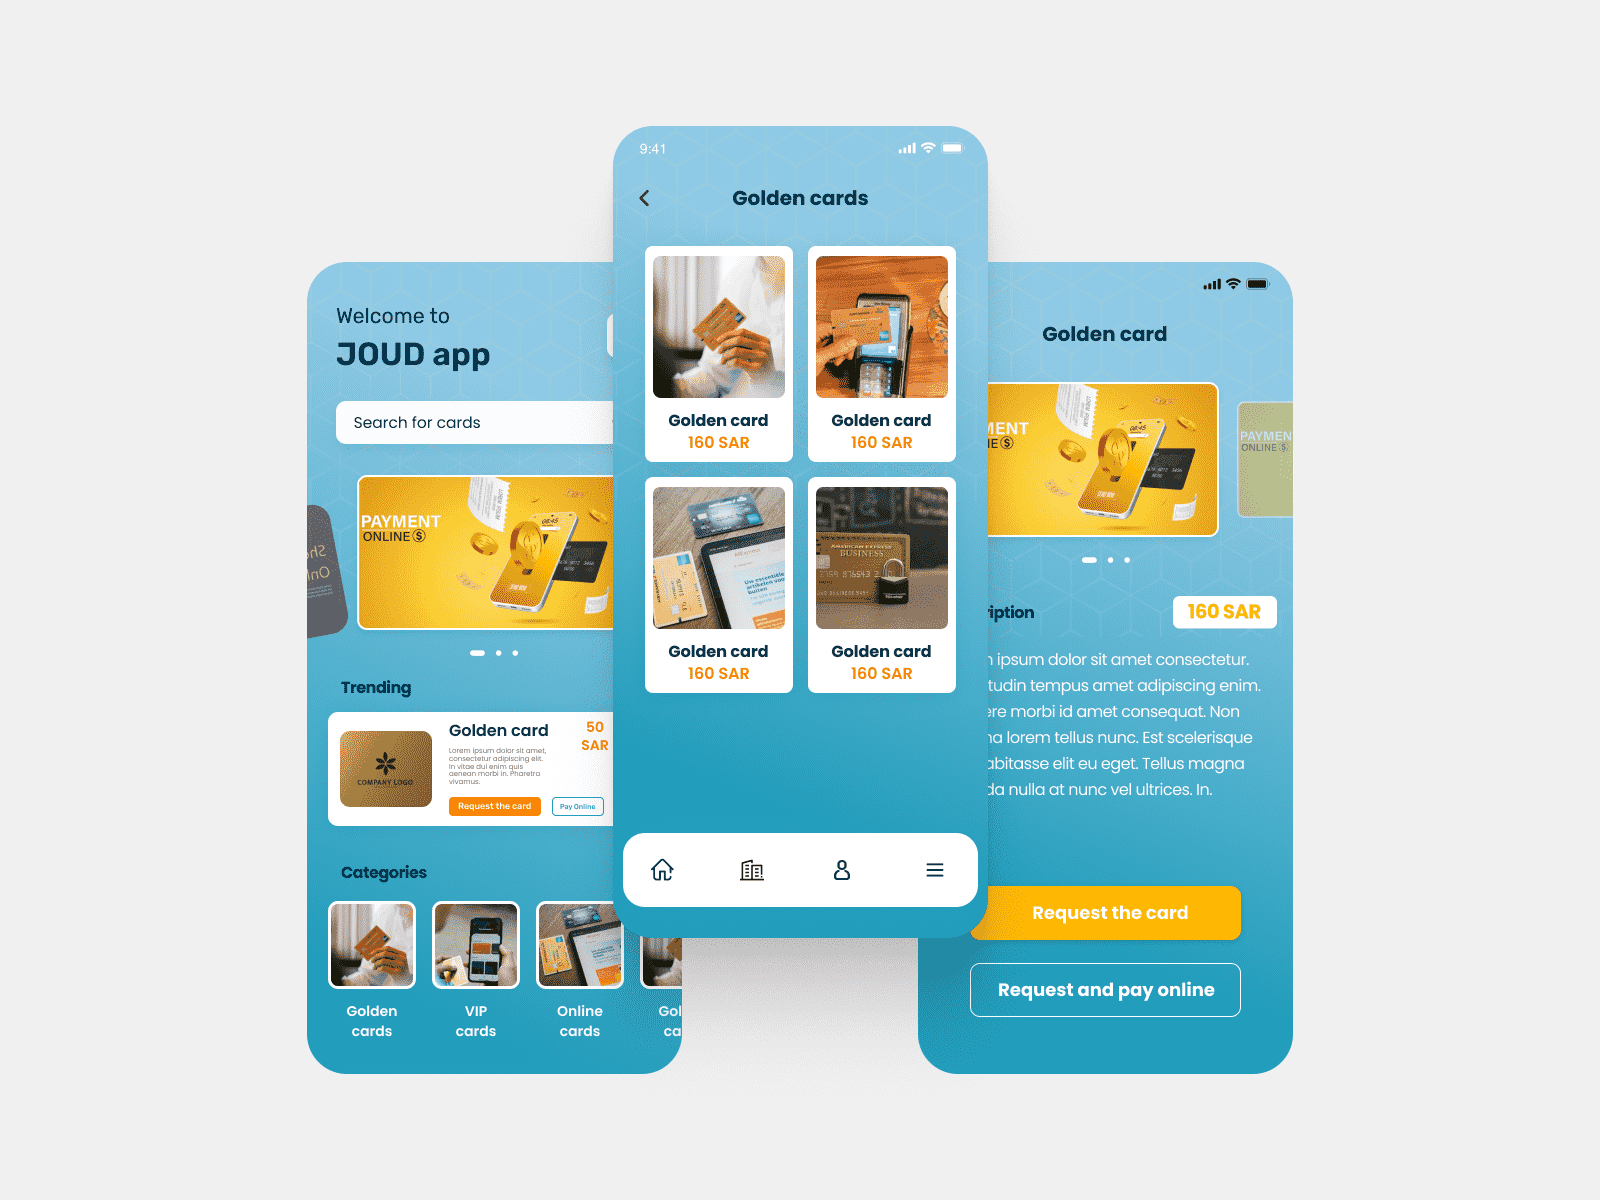 Welcome to
JOUD app
Search for cards
PAYMENT
ONLINE $
Trending
Golden card
50
SAR
Lorem ipsum dolor sit amet,
consectetur adipiscing elit.
In vitae dui enim quis
aenean morbi in. Pharetra
vivamus.
COMPANY LOGO
Request the card
Pay Online
Categories
Golden
cards
VIP
cards
Online
cards
Gol
ca
9:41
Golden cards
Golden card
160 SAR
Golden card
160 SAR
Golden card
160 SAR
AMERICAN EXPRESS
BUSINESS
Golden card
160 SAR
Golden card
MENT
NE $
08:45
PAYMEN
ONLINE $
ription
160 SAR
ipsum dolor sit amet consectetur.
tudin tempus amet adipiscing enim.
ere morbi id amet consequat. Non
na lorem tellus nunc. Est scelerisque
abitasse elit eu eget. Tellus magna
da nulla at nunc vel ultrices. In.
Request the card
Request and pay online